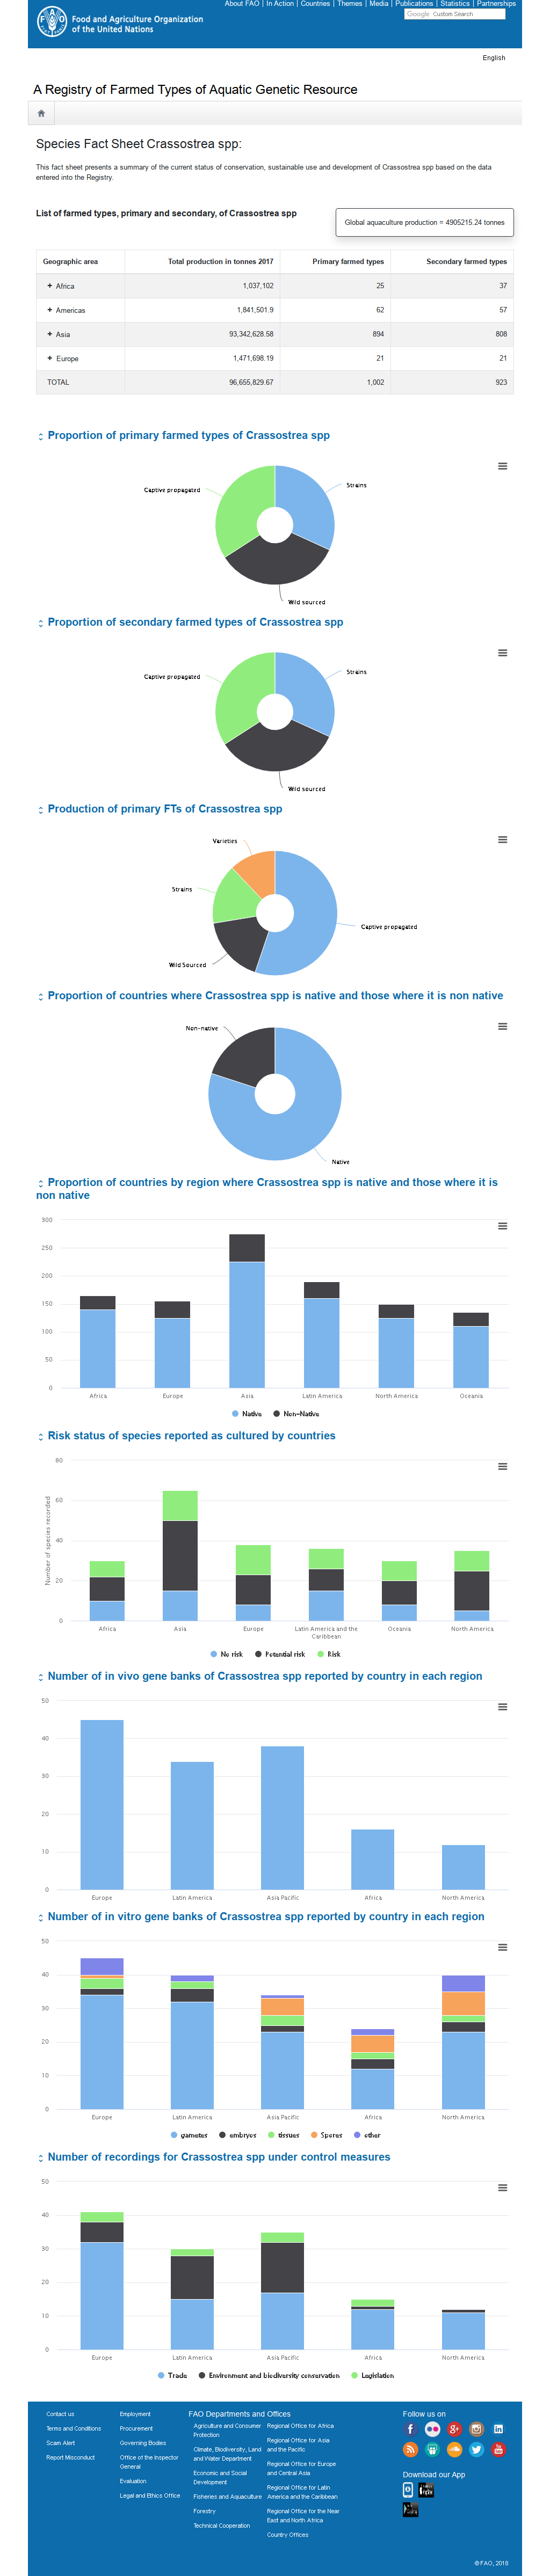 About FAO | In Action | Countries | Themes | Media | Publications | Statistics | Partnerships
Food and Agriculture Organization
of the United Nations
Google Custom Search
English
A Registry of Farmed Types of Aquatic Genetic Resource
Species Fact Sheet Crassostrea spp:
This fact sheet presents a summary of the current status of conservation, sustainable use and development of Crassostrea spp based on the data
entered into the Registry.
List of farmed types, primary and secondary, of Crassostrea spp
Global aquaculture production = 4905215.24 tonnes
Geographic area Total production in tonnes 2017 Primary farmed types Secondary farmed types
+ Africa 1,037,102 25 37
+ Americas 1,841,501.9 62 57
+ Asia 93,342,628.58 894 808
+ Europe 1,471,698.19 21 21
TOTAL 96,655,829.67 1,002 923
Proportion of primary farmed types of Crassostrea spp
Strains
Captive propagated
Wild sourced
Proportion of secondary farmed types of Crassostrea spp
Strains
Captive propagated
Wild sourced
Production of primary FTs of Crassostrea spp
Varieties
Strains
Captive propagated
Wild Sourced
Proportion of countries where Crassostrea spp is native and those where it is non native
Non-native
Native
Proportion of countries by region where Crassostrea spp is native and those where it is
non native
300
250
200
150
100
50
0
Africa Europe Asia Latin America North America Oceania
Native Non-Native
Risk status of species reported as cultured by countries
Number of species recorded
80
60
40
20
0
Africa Asia Europe Latin America and the Oceania North America
Caribbean
No risk Potential risk Risk
Number of in vivo gene banks of Crassostrea spp reported by country in each region
50
40
30
20
10
0
Europe Latin America Asia Pacific Africa North America
Number of in vitro gene banks of Crassostrea spp reported by country in each region
50
40
30
20
10
0
Europe Latin America Asia Pacific Africa North America
gametes embryos tissues Spores other
Number of recordings for Crassostrea spp under control measures
50
40
30
20
10
0
Europe Latin America Asia Pacific Africa North America
Trade Environment and biodiversity conservation Legislation
Contact us
Terms and Conditions
Scam Alert
Report Misconduct
Employment
Procurement
Governing Bodies
Office of the Inspector
General
Evaluation
Legal and Ethics Office
FAO Departments and Offices
Agriculture and Consumer
Protection
Climate, Biodiversity, Land
and Water Department
Economic and Social
Development
Fisheries and Aquaculture
Forestry
Technical Cooperation
Regional Office for Africa
Regional Office for Asia
and the Pacific
Regional Office for Europe
and Central Asia
Regional Office for Latin
America and the Caribbean
Regional Office for the Near
East and North Africa
Country Offices
Follow us on
Download our App
© FAO, 2018